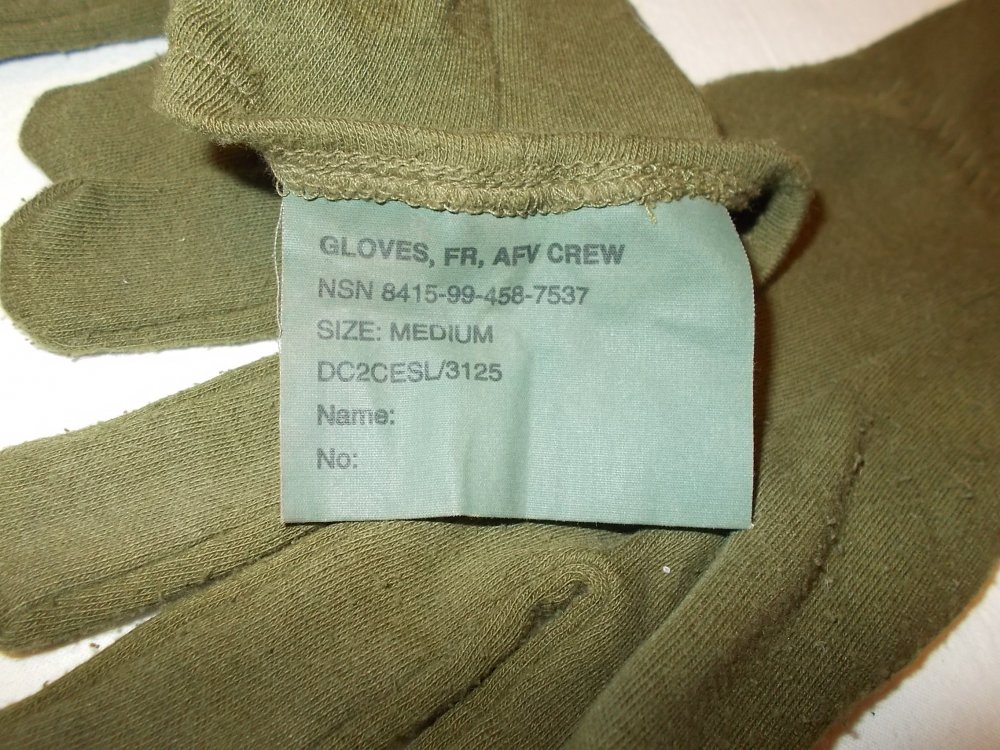 GLOVES, FR, AFV CREW
NSN 8415-99-458-7537
SIZE: MEDIUM
DC2CESL/3125
Name:
No: